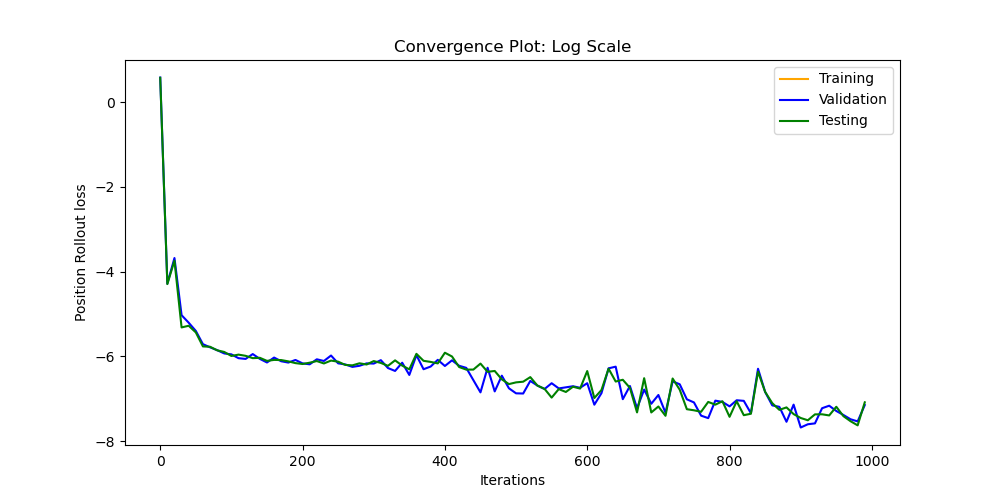 Convergence Plot: Log Scale
Training
Validation
Testing
Position Rollout loss
0
−2
−4
−6
−8
0 200 400 600 800 1000
Iterations